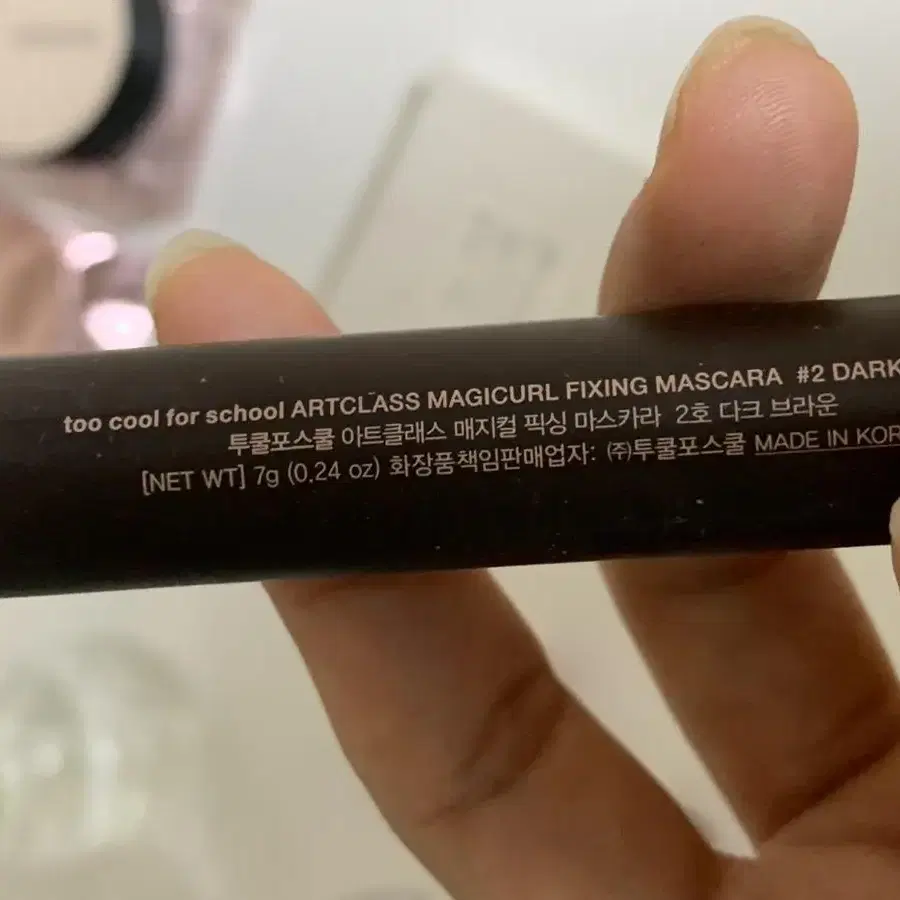 too cool for school ARTCLASS MAGICURL FIXING MASCARA #2 DARK
투쿨포스쿨 아트클래스 매지컬 픽싱 마스카라 2호 다크 브라운
[NET WT] 7g (0.24 oz) 화장품책임판매업자: (주)투쿨포스쿨 MADE IN KOR